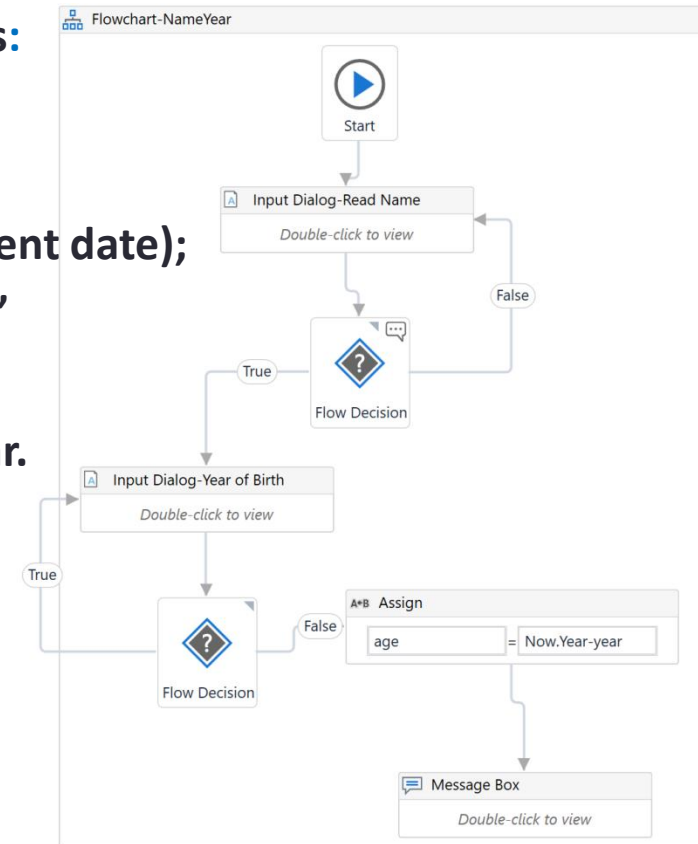 s:
ent date);
,
r.
Flowchart-NameYear
Start
Input Dialog-Read Name
Double-click to view
False
True
Flow Decision
Input Dialog-Year of Birth
Double-click to view
True
False
Flow Decision
A+B Assign
age = Now.Year-year
Message Box
Double-click to view